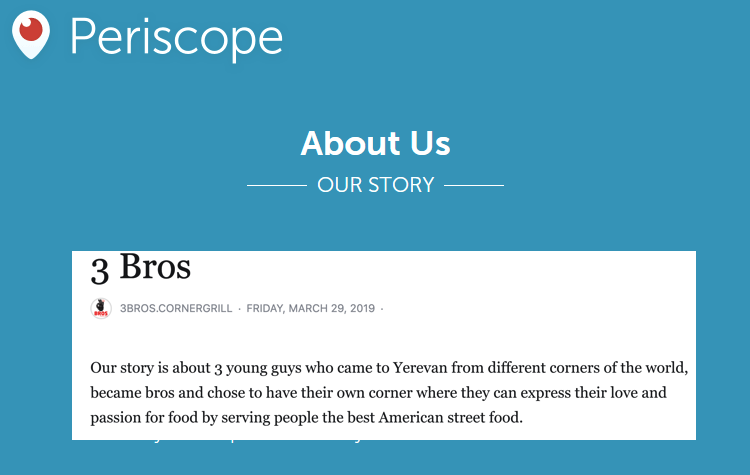 Periscope
About Us
OUR STORY
3 Bros
3BROS.CORNERGRILL · FRIDAY, MARCH 29, 2019 ·
Our story is about 3 young guys who came to Yerevan from different corners of the world,
became bros and chose to have their own corner where they can express their love and
passion for food by serving people the best American street food.